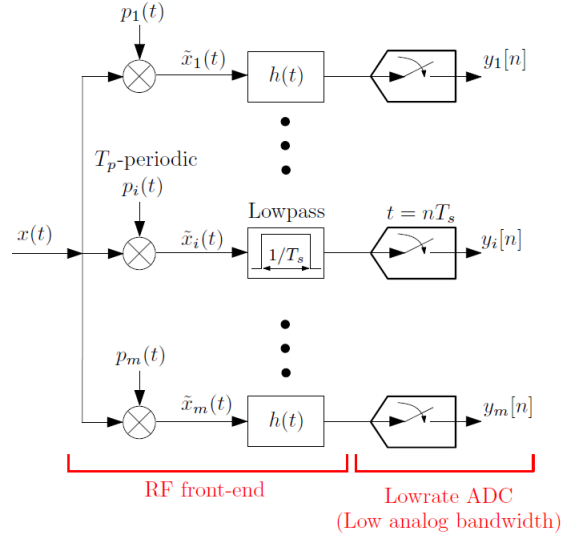 p₁(t)
x̃₁(t)
h(t)
y₁[n]
Tₚ-periodic
pᵢ(t)
Lowpass
t = nTₛ
x(t)
x̃ᵢ(t)
1/Tₛ
yᵢ[n]
pₘ(t)
x̃ₘ(t)
h(t)
yₘ[n]
RF front-end
Lowrate ADC
(Low analog bandwidth)